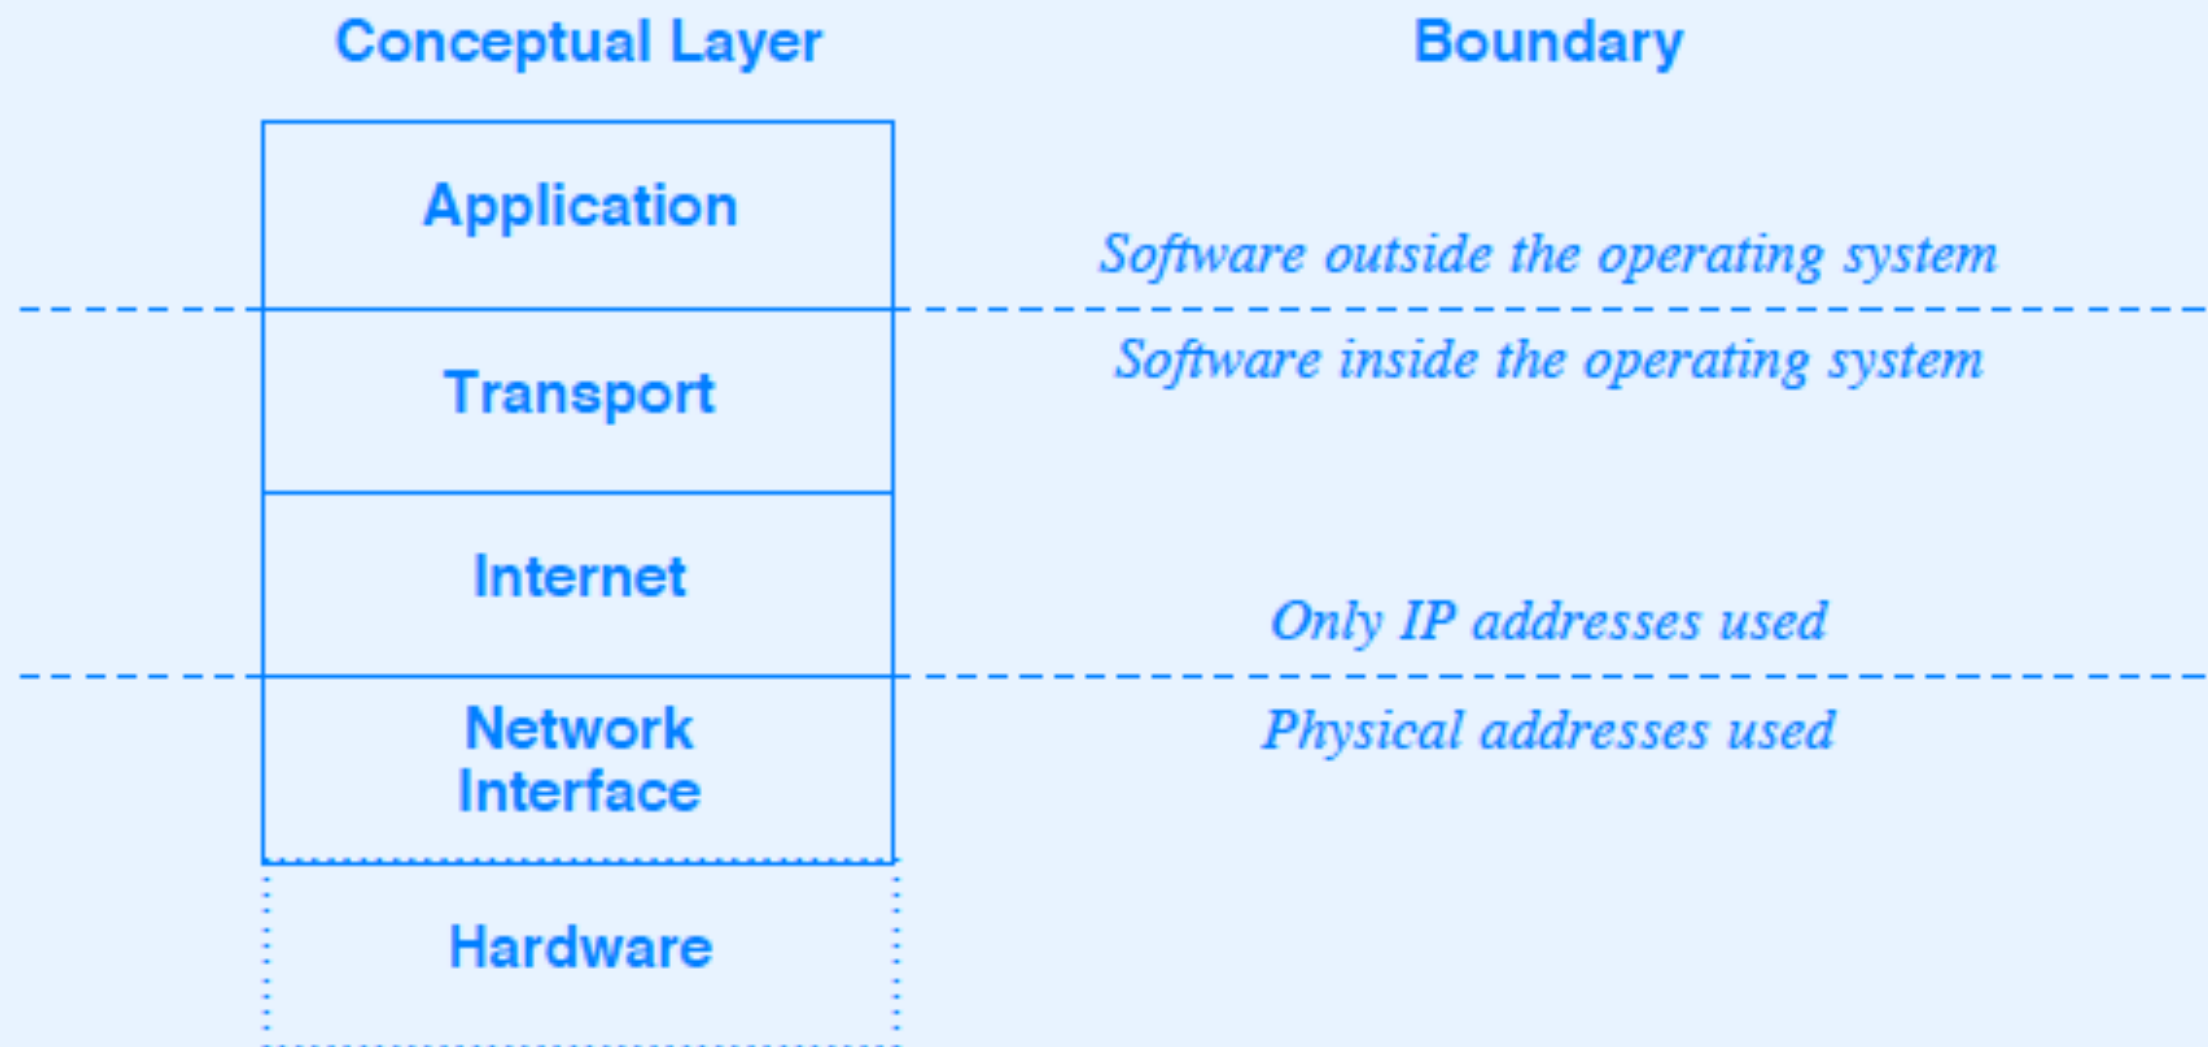 Conceptual Layer
Boundary
Application
Software outside the operating system
Software inside the operating system
Transport
Internet
Only IP addresses used
Physical addresses used
Network
Interface
Hardware